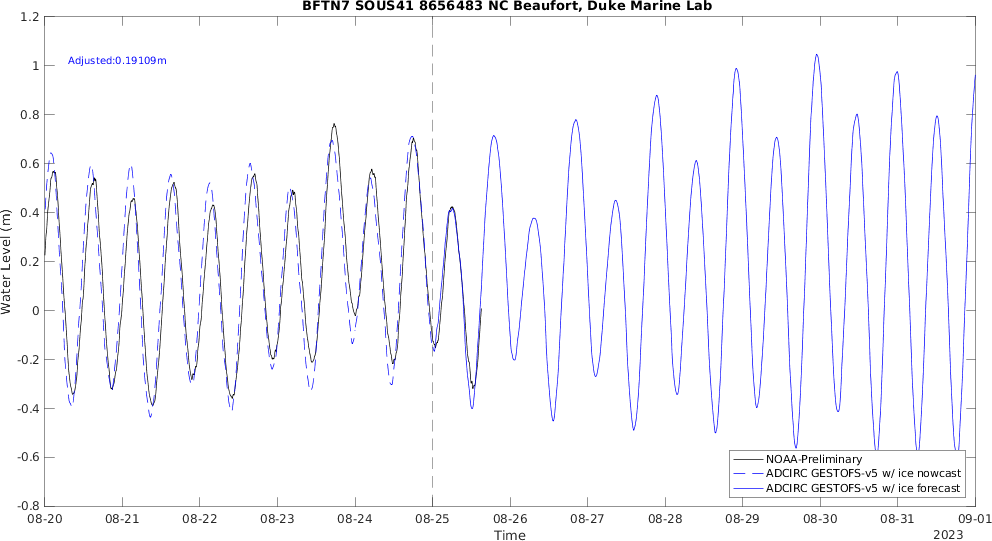 BFTN7 SOUS41 8656483 NC Beaufort, Duke Marine Lab
Adjusted:0.19109m
Water Level (m)
1.2
1
0.8
0.6
0.4
0.2
0
-0.2
-0.4
-0.6
-0.8
NOAA-Preliminary
ADCIRC GESTOFS-v5 w/ ice nowcast
ADCIRC GESTOFS-v5 w/ ice forecast
08-20 08-21 08-22 08-23 08-24 08-25 08-26 08-27 08-28 08-29 08-30 08-31 09-01
Time
2023